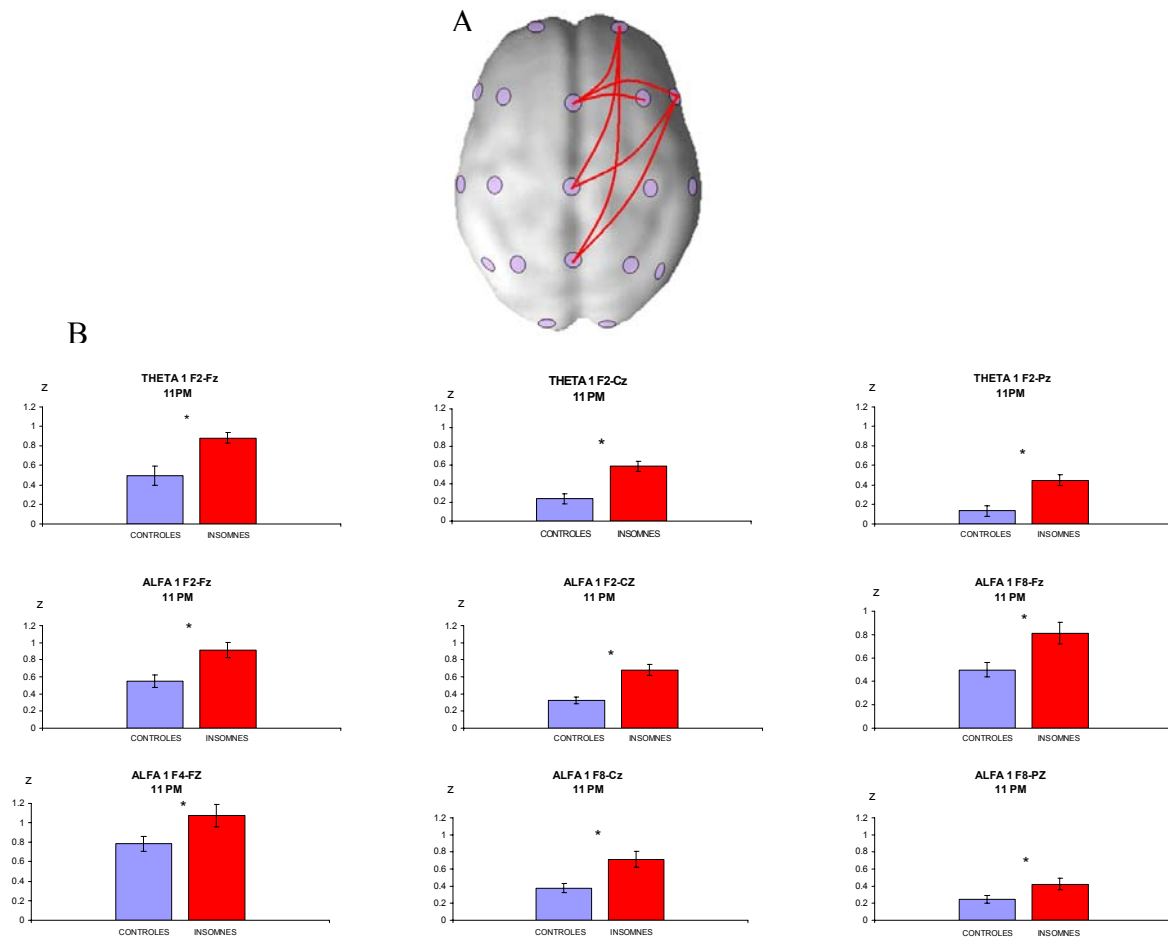 A
B
THETA 1 F2-Fz
11PM
z
1.2
1
0.8
0.6
0.4
0.2
0
*
CONTROLES INSOMNES
THETA 1 F2-Cz
11 PM
z
1.2
1
0.8
0.6
0.4
0.2
0
*
CONTROLES INSOMNES
THETA 1 F2-Pz
11PM
z
1.2
1
0.8
0.6
0.4
0.2
0
*
CONTROLES INSOMNES
ALFA 1 F2-Fz
11 PM
z
1.2
1
0.8
0.6
0.4
0.2
0
*
CONTROLES INSOMNES
ALFA 1 F2-CZ
11 PM
z
1.2
1
0.8
0.6
0.4
0.2
0
*
CONTROLES INSOMNES
ALFA 1 F8-Fz
11 PM
z
1
0.8
0.6
0.4
0.2
0
*
CONTROLES INSOMNES
ALFA 1 F4-FZ
11 PM
z
1.2
1
0.8
0.6
0.4
0.2
0
*
CONTROLES INSOMNES
ALFA 1 F8-Cz
11 PM
z
1.2
1
0.8
0.6
0.4
0.2
0
*
CONTROLES INSOMNES
ALFA 1 F8-PZ
11 PM
z
1.2
1
0.8
0.6
0.4
0.2
0
*
CONTROLES INSOMNES